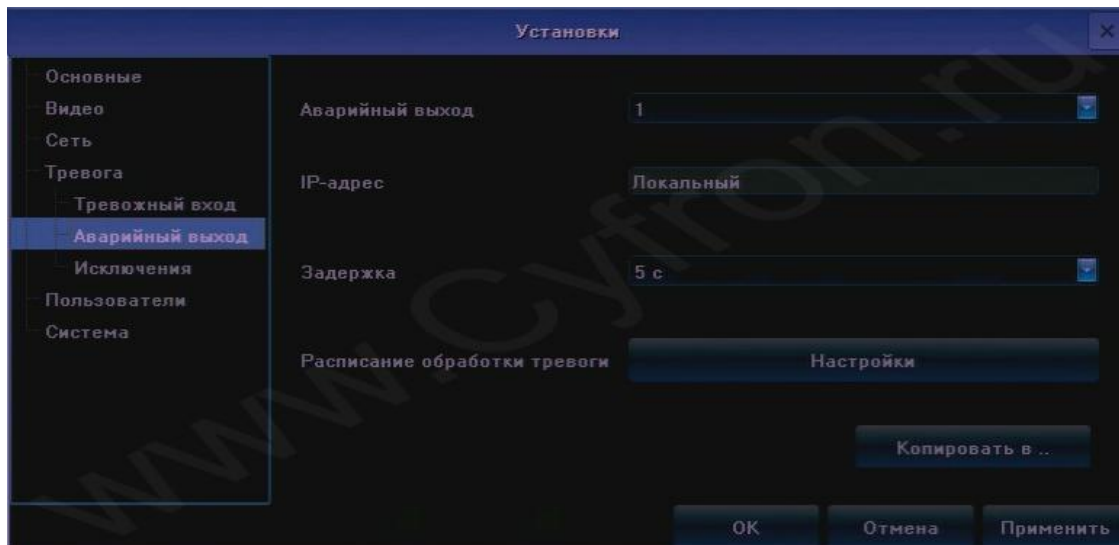 Установки
Основные
Видео
Сеть
Тревога
Тревожный вход
Аварийный выход
Исключения
Пользователи
Система
Аварийный выход
1
IP-адрес
Локальный
Задержка
5 с
Расписание обработки тревоги
Настройки
Копировать в ..
OK
Отмена
Применить
www.Cyfron.ru